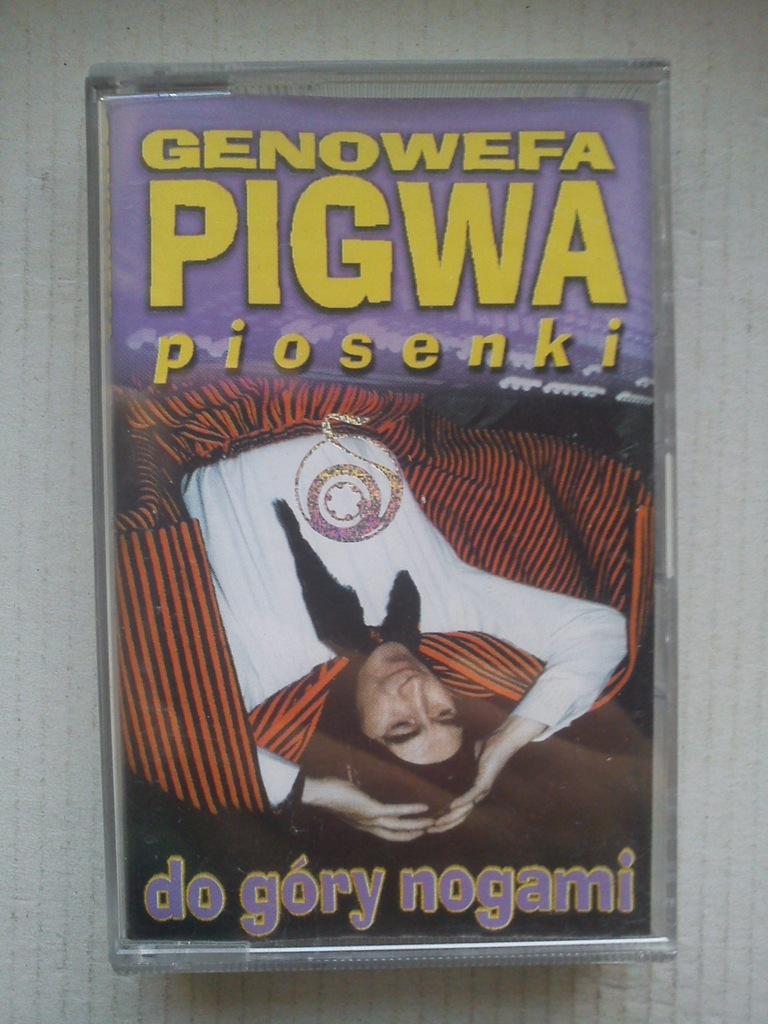 GENOWEFA
PIGWA
piosenki
do góry nogami